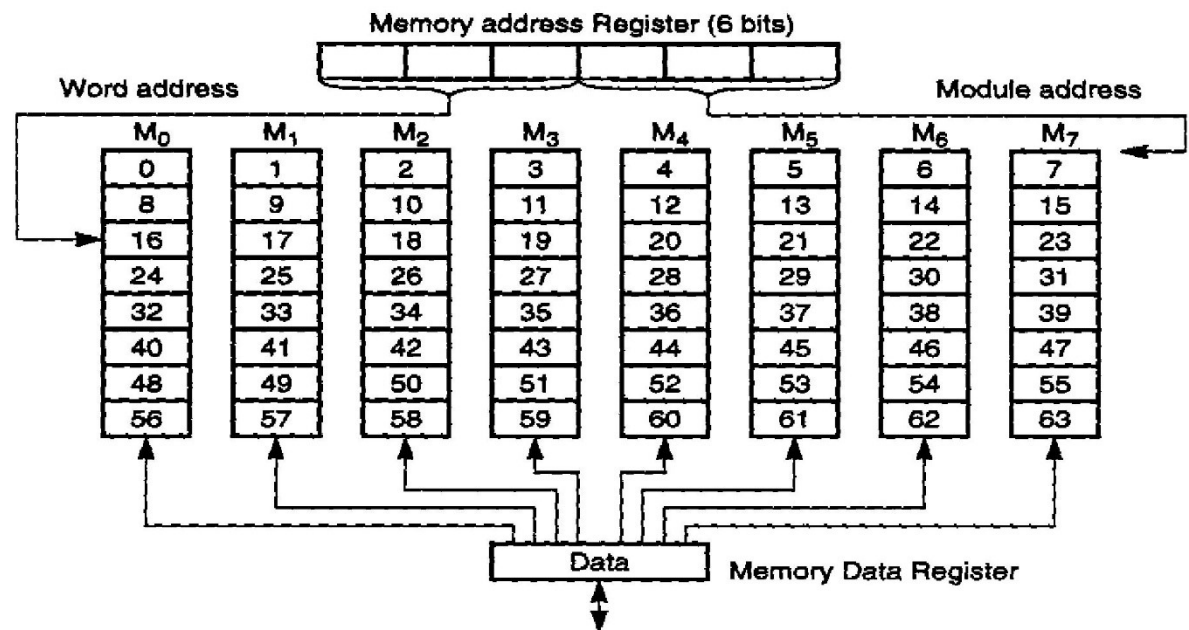 Memory address Register (6 bits)
Word address
Module address
M0 M1 M2 M3 M4 M5 M6 M7
0 1 2 3 4 5 6 7
8 9 10 11 12 13 14 15
16 17 18 19 20 21 22 23
24 25 26 27 28 29 30 31
32 33 34 35 36 37 38 39
40 41 42 43 44 45 46 47
48 49 50 51 52 53 54 55
56 57 58 59 60 61 62 63
Data
Memory Data Register